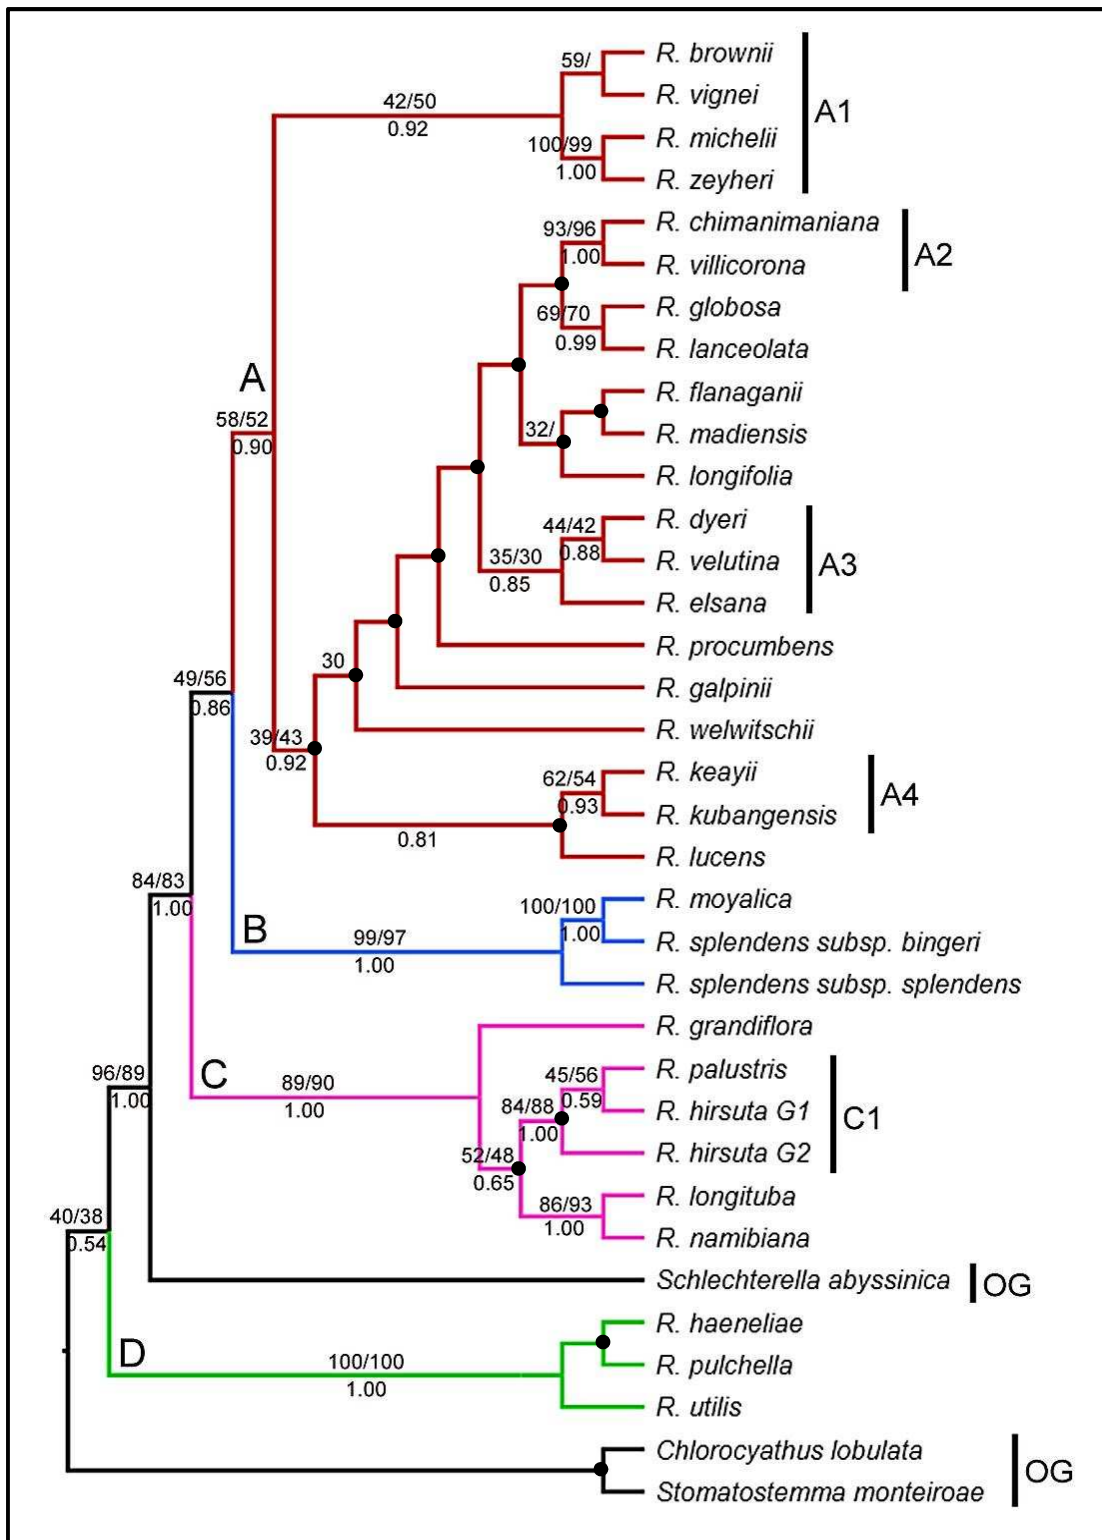 R. brownii
59/
R. vignei
42/50
0.92
A1
R. michelii
100/99
1.00
R. zeyheri
R. chimanimaniana
93/96
1.00
A2
R. villicorona
R. globosa
69/70
0.99
R. lanceolata
A
R. flanaganii
58/52
0.90
32/
R. madiensis
R. longifolia
R. dyeri
44/42
0.88
35/30
0.85
R. velutina
A3
R. elsana
R. procumbens
30
49/56
0.86
R. galpinii
39/43
0.92
R. welwitschii
R. keayii
62/54
0.93
A4
R. kubangensis
0.81
R. lucens
84/83
1.00
R. moyalica
100/100
1.00
B
99/97
1.00
R. splendens subsp. bingeri
R. splendens subsp. splendens
R. grandiflora
96/89
1.00
C
89/90
1.00
R. palustris
45/56
0.59
84/88
1.00
R. hirsuta G1
C1
R. hirsuta G2
52/48
0.65
R. longituba
86/93
1.00
40/38
0.54
R. namibiana
Schlechterella abyssinica
OG
R. haeneliae
D
100/100
1.00
R. pulchella
R. utilis
Chlorocyathus lobulata
OG
Stomatostemma monteiroae